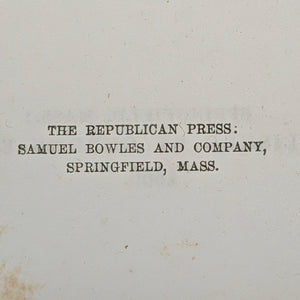 THE REPUBLICAN PRESS:
SAMUEL BOWLES AND COMPANY,
SPRINGFIELD, MASS.